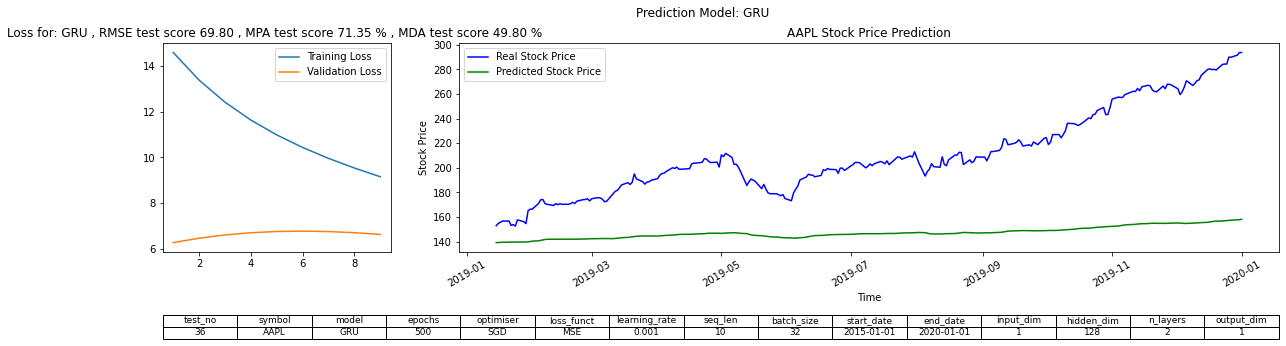 Prediction Model: GRU
Loss for: GRU , RMSE test score 69.80 , MPA test score 71.35 % , MDA test score 49.80 %
Training Loss
Validation Loss
14
12
10
8
6
2 4 6 8
AAPL Stock Price Prediction
Real Stock Price
Predicted Stock Price
Stock Price
300
280
260
240
220
200
180
160
140
2019-01 2019-03 2019-05 2019-07 2019-09 2019-11 2020-01
Time
test_no symbol model epochs optimiser loss_funct learning_rate seq_len batch_size start_date end_date input_dim hidden_dim n_layers output_dim
36 AAPL GRU 500 SGD MSE 0.001 10 32 2015-01-01 2020-01-01 1 128 2 1